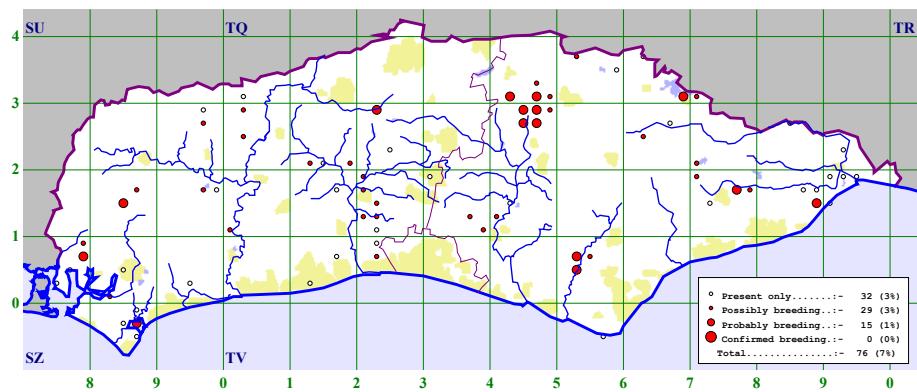 SU TQ TR
4
3
2
1
0
Present only.......:- 32 (3%)
Possibly breeding..:- 29 (3%)
Probably breeding..:- 15 (1%)
Confirmed breeding.:- 0 (0%)
Total...............:- 76 (7%)
SZ TV
8 9 0 1 2 3 4 5 6 7 8 9 0